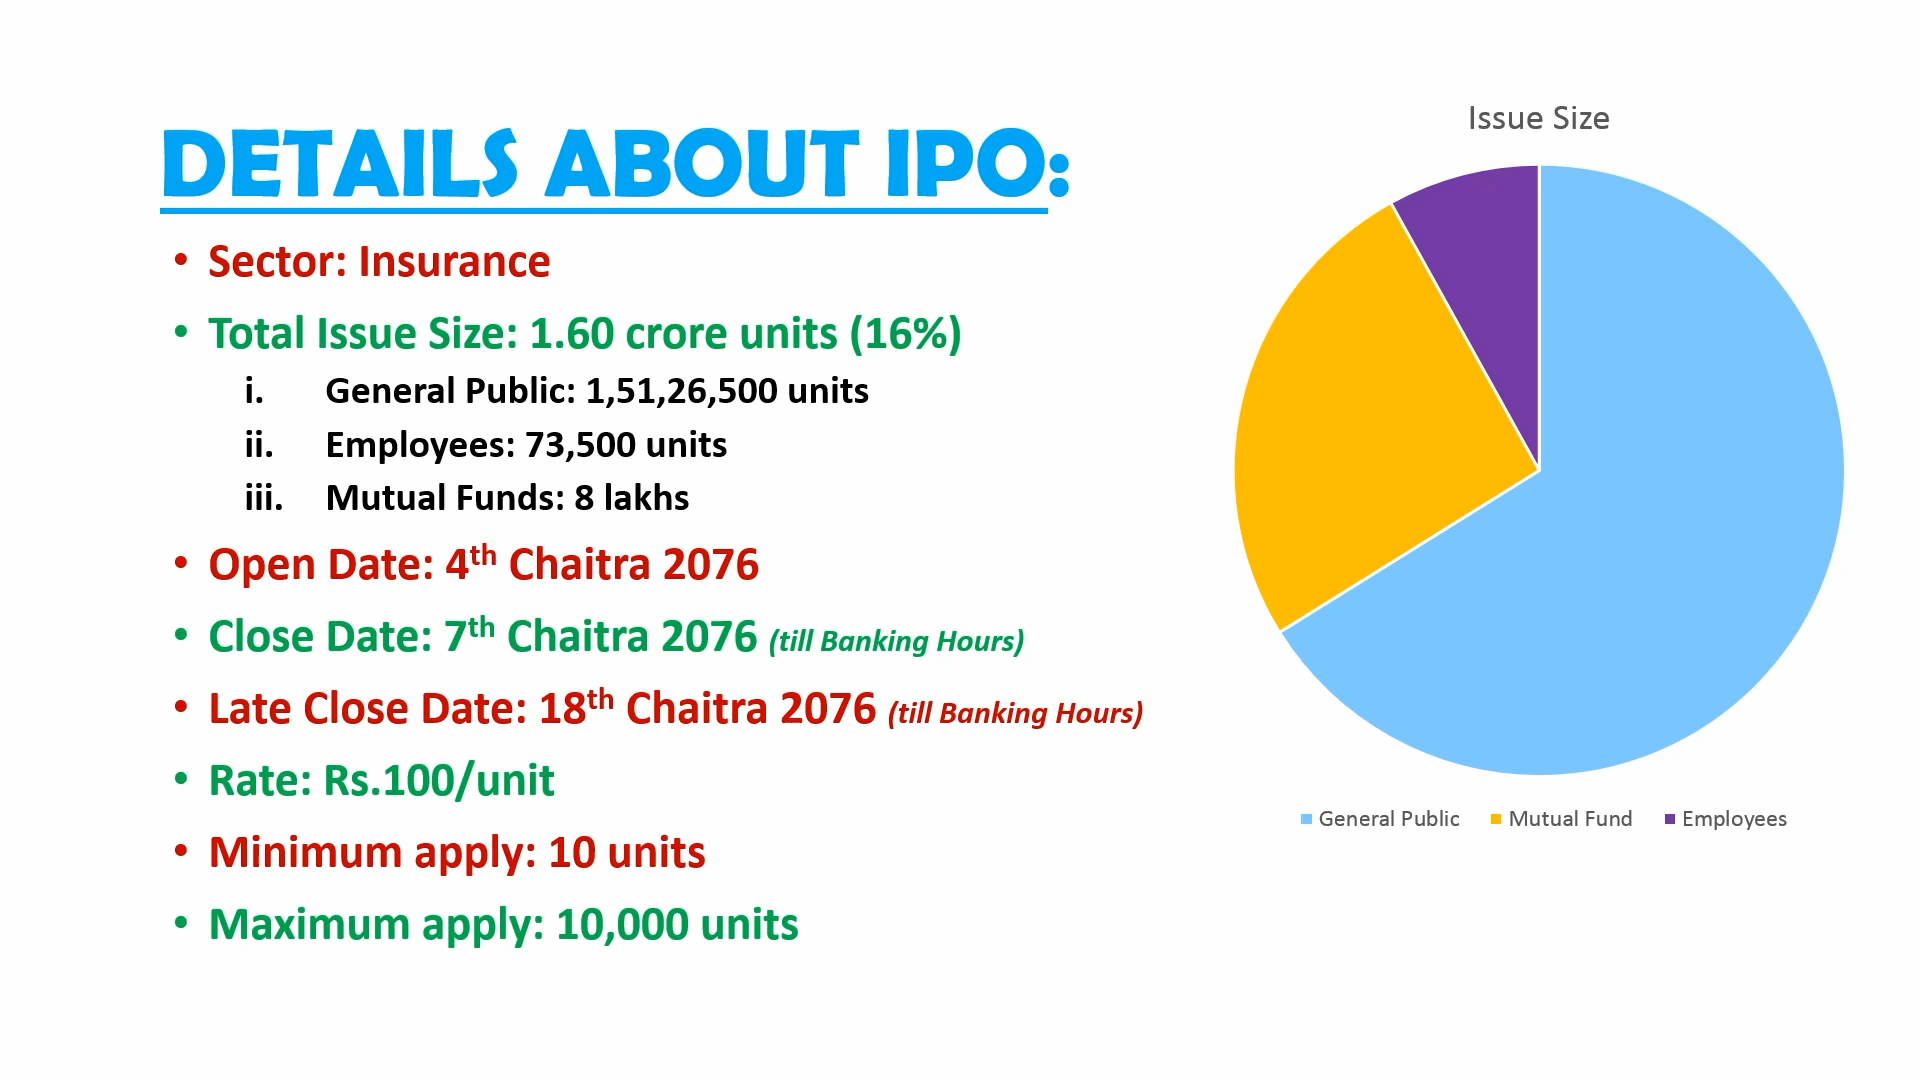 DETAILS ABOUT IPO:
• Sector: Insurance
• Total Issue Size: 1.60 crore units (16%)
i. General Public: 1,51,26,500 units
ii. Employees: 73,500 units
iii. Mutual Funds: 8 lakhs
• Open Date: 4th Chaitra 2076
• Close Date: 7th Chaitra 2076 (till Banking Hours)
• Late Close Date: 18th Chaitra 2076 (till Banking Hours)
• Rate: Rs.100/unit
• Minimum apply: 10 units
• Maximum apply: 10,000 units
Issue Size
General Public Mutual Fund Employees